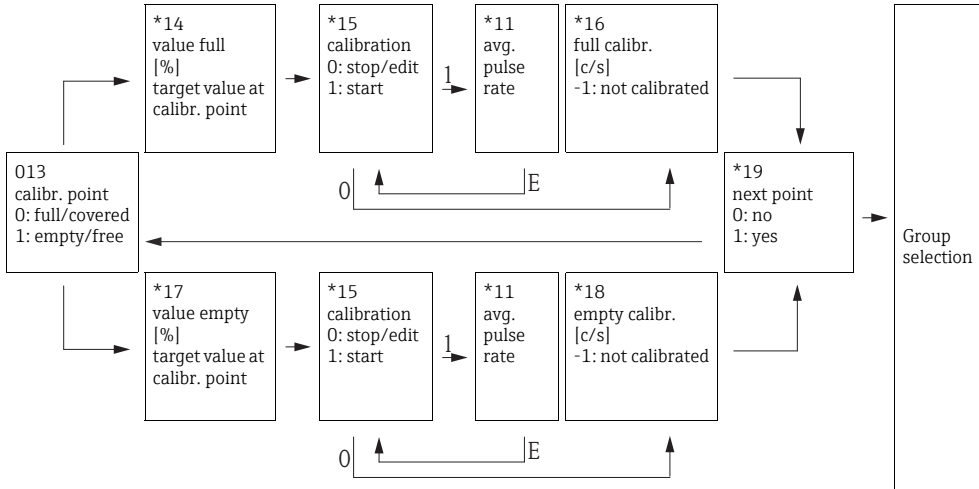 *14
value full
[%]
target value at
calibr. point
*15
calibration
0: stop/edit
1: start
1
*11
avg.
pulse
rate
*16
full calibr.
[c/s]
-1: not calibrated
0
E
013
calibr. point
0: full/covered
1: empty/free
*19
next point
0: no
1: yes
Group
selection
*17
value empty
[%]
target value at
calibr. point
*15
calibration
0: stop/edit
1: start
1
*11
avg.
pulse
rate
*18
empty calibr.
[c/s]
-1: not calibrated
0
E